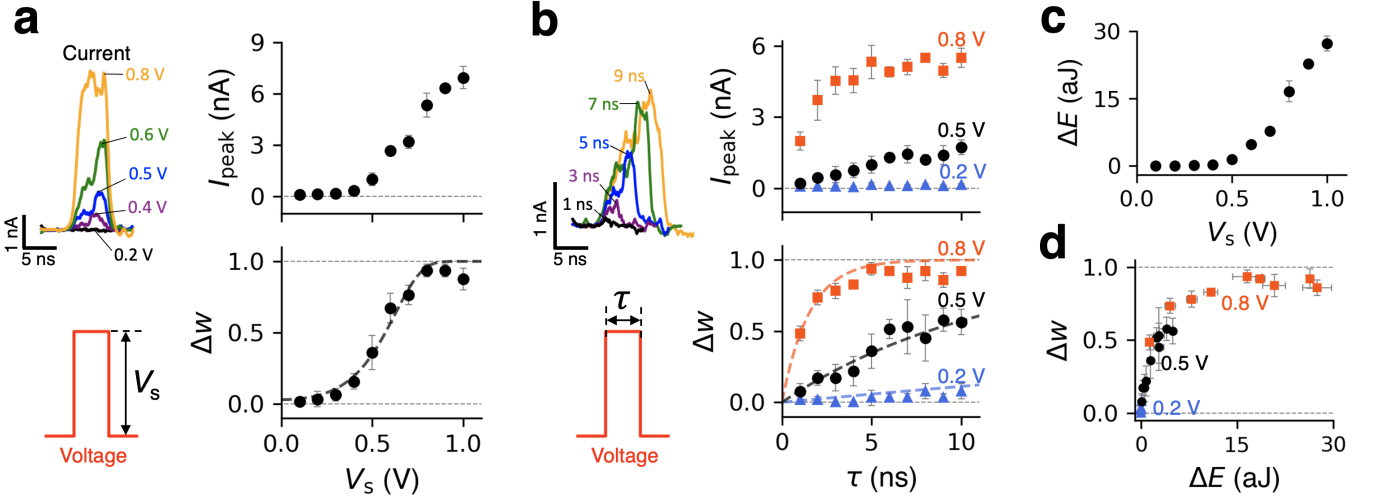 a
Current
0.8 V
0.6 V
0.5 V
0.4 V
0.2 V
1 nA
5 ns
Vs
Voltage
Ipeak (nA)
9
6
3
0
Δw
1.0
0.5
0.0
0.0
0.5
1.0
Vs (V)
b
9 ns
7 ns
5 ns
3 ns
1 ns
1 nA
5 ns
τ
Voltage
Ipeak (nA)
6
3
0
0.8 V
0.5 V
0.2 V
Δw
1.0
0.5
0.0
0.8 V
0.5 V
0.2 V
0
5
10
τ (ns)
c
ΔE (aJ)
30
15
0
0.0
0.5
1.0
Vs (V)
d
Δw
1.0
0.5
0.0
0.8 V
0.5 V
0.2 V
0
15
30
ΔE (aJ)